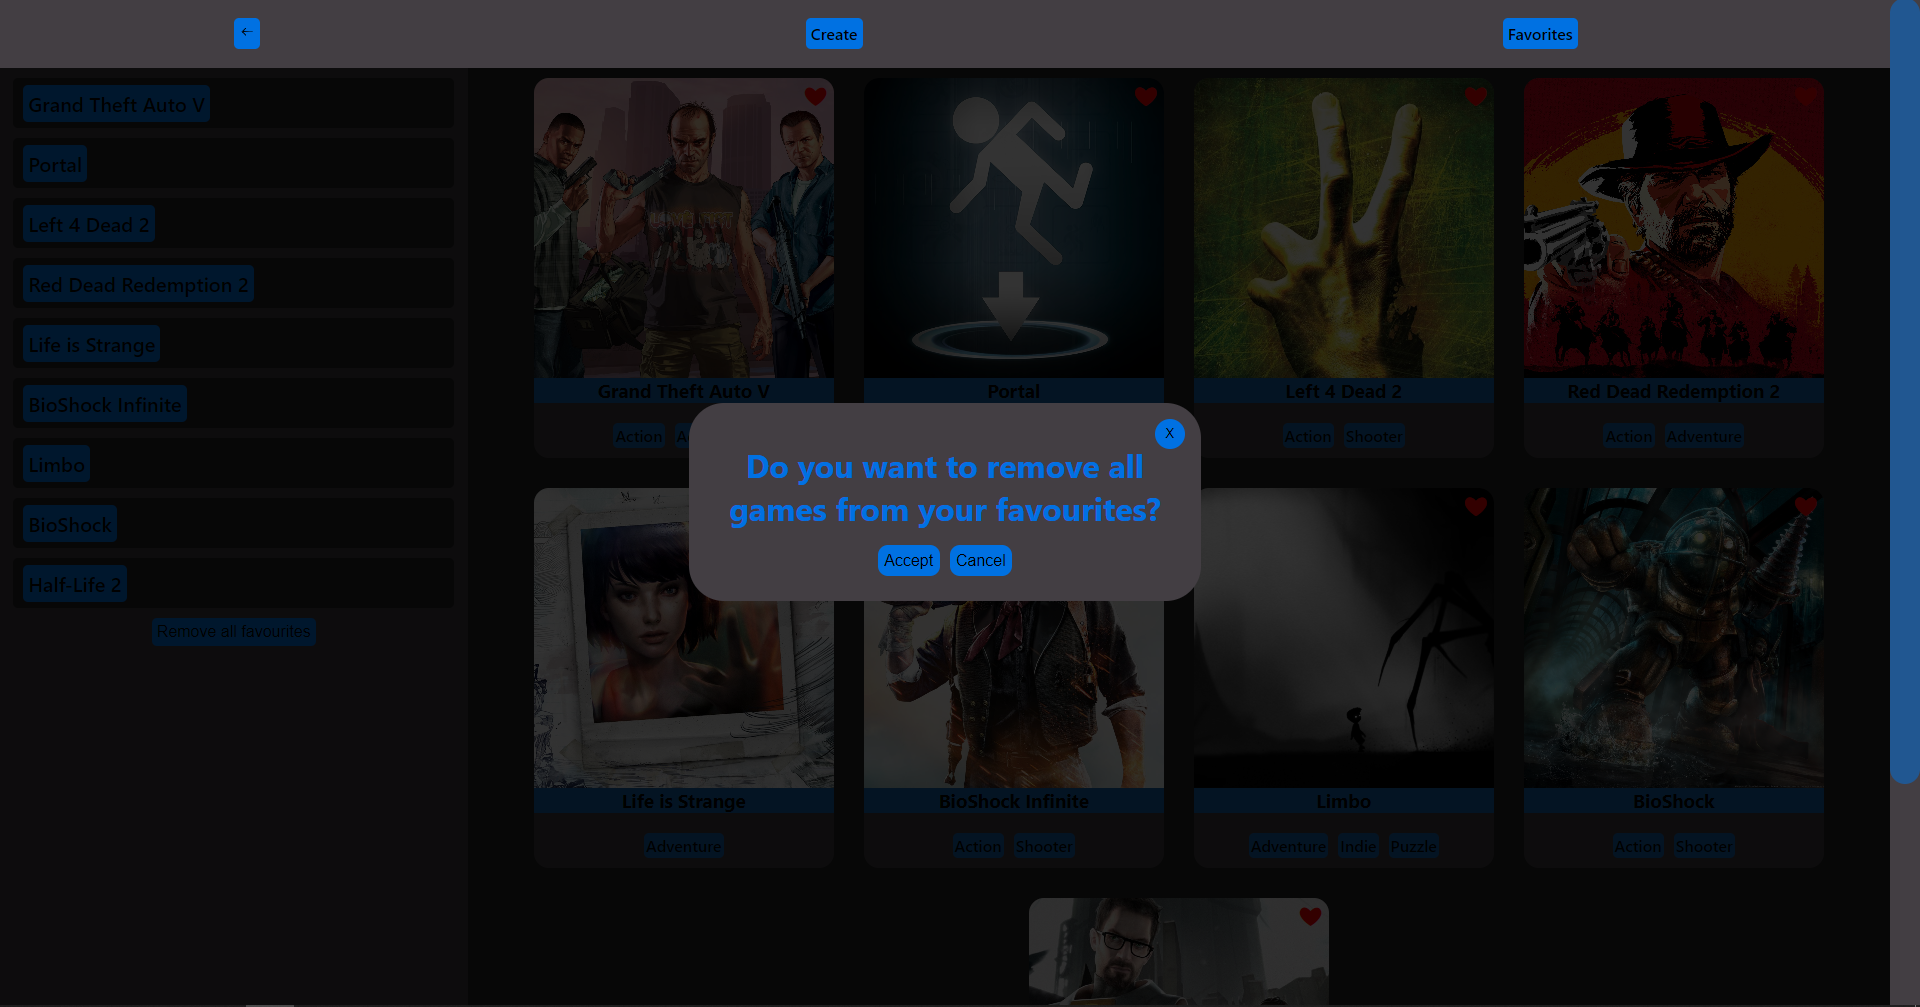 ←
Create
Favorites
Grand Theft Auto V
Portal
Left 4 Dead 2
Red Dead Redemption 2
Life is Strange
BioShock Infinite
Limbo
BioShock
Half-Life 2
Remove all favourites
Grand Theft Auto V
Portal
Left 4 Dead 2
Red Dead Redemption 2
Action
Action Shooter
Action Adventure
X
Do you want to remove all
games from your favourites?
Accept Cancel
Life is Strange
BioShock Infinite
Limbo
BioShock
Adventure
Action Shooter
Adventure Indie Puzzle
Action Shooter